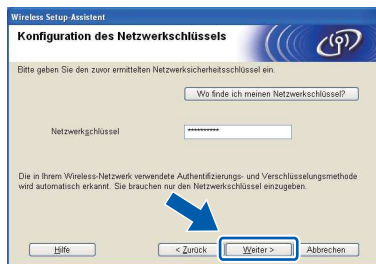 Wireless Setup-Assistent
Konfiguration des Netzwerkschlüssels
Bitte geben Sie den zuvor ermittelten Netzwerksicherheitsschlüssel ein.
Wo finde ich meinen Netzwerkschlüssel?
Netzwerkschlüssel
**********
Die in Ihrem Wireless-Netzwerk verwendete Authentifizierungs- und Verschlüsselungsmethode
wird automatisch erkannt. Sie brauchen nur den Netzwerkschlüssel einzugeben.
Hilfe
< Zurück
Weiter >
Abbrechen